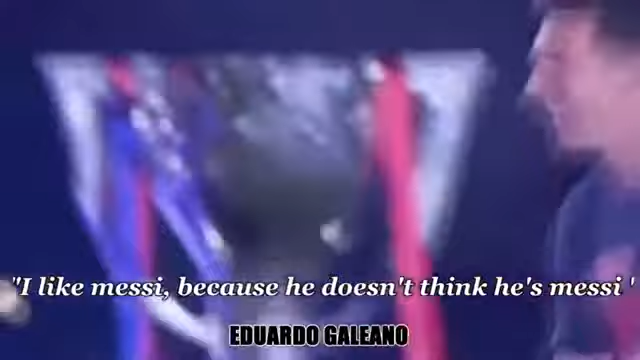 "I like messi, because he doesn't think he's messi '
EDUARDO GALEANO